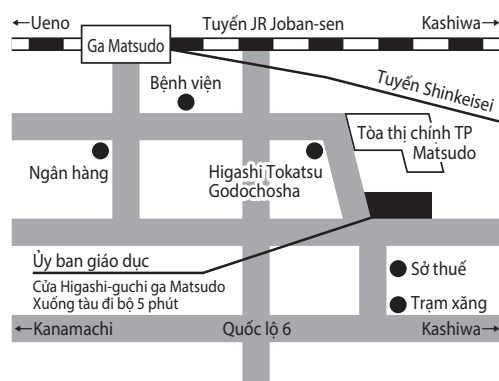 ←Ueno
Tuyến JR Joban-sen
Kashiwa→
Ga Matsudo
Tuyến Shinkeisei
Bệnh viện
Tòa thị chính TP
Matsudo
Ngân hàng
Higashi Tokatsu
Godochosha
Ủy ban giáo dục
Cửa Higashi-guchi ga Matsudo
Xuống tàu đi bộ 5 phút
Sở thuế
Trạm xăng
←Kanamachi
Quốc lộ 6
Kashiwa→